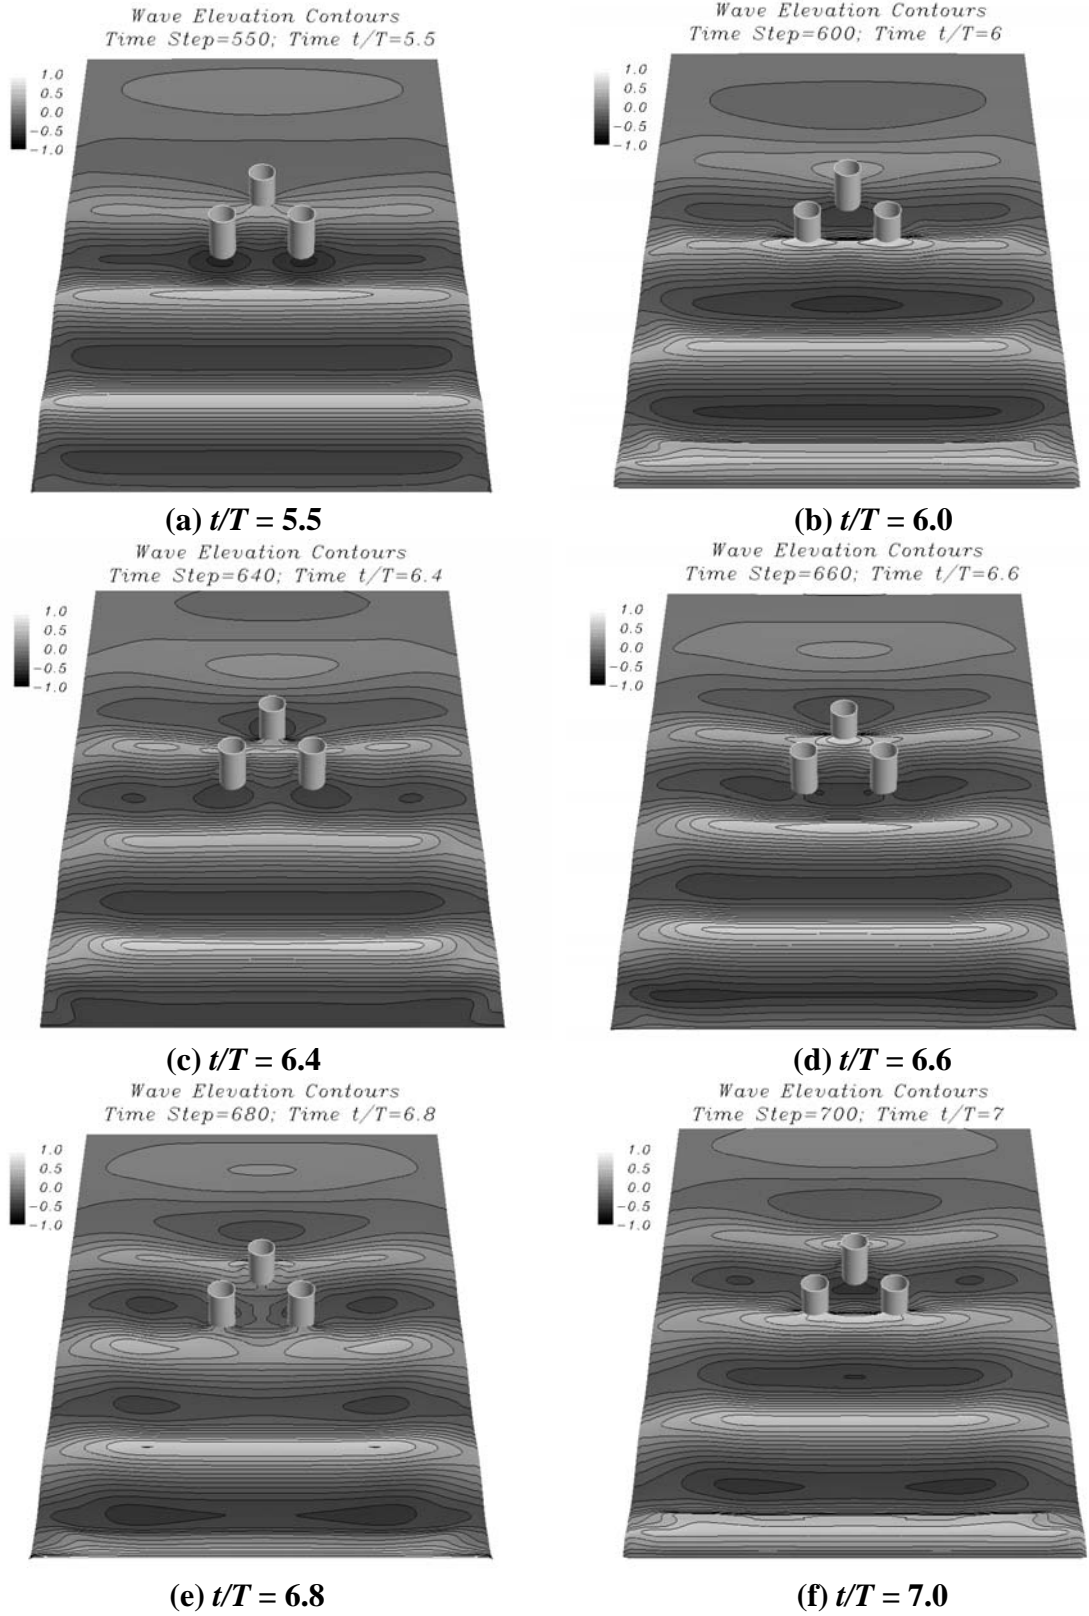 Wave Elevation Contours
Time Step=550; Time t/T=5.5
1.0
0.5
0.0
-0.5
-1.0
(a) t/T = 5.5
Wave Elevation Contours
Time Step=600; Time t/T=6
1.0
0.5
0.0
-0.5
-1.0
(b) t/T = 6.0
Wave Elevation Contours
Time Step=640; Time t/T=6.4
1.0
0.5
0.0
-0.5
-1.0
(c) t/T = 6.4
Wave Elevation Contours
Time Step=660; Time t/T=6.6
1.0
0.5
0.0
-0.5
-1.0
(d) t/T = 6.6
Wave Elevation Contours
Time Step=680; Time t/T=6.8
1.0
0.5
0.0
-0.5
-1.0
(e) t/T = 6.8
Wave Elevation Contours
Time Step=700; Time t/T=7
1.0
0.5
0.0
-0.5
-1.0
(f) t/T = 7.0